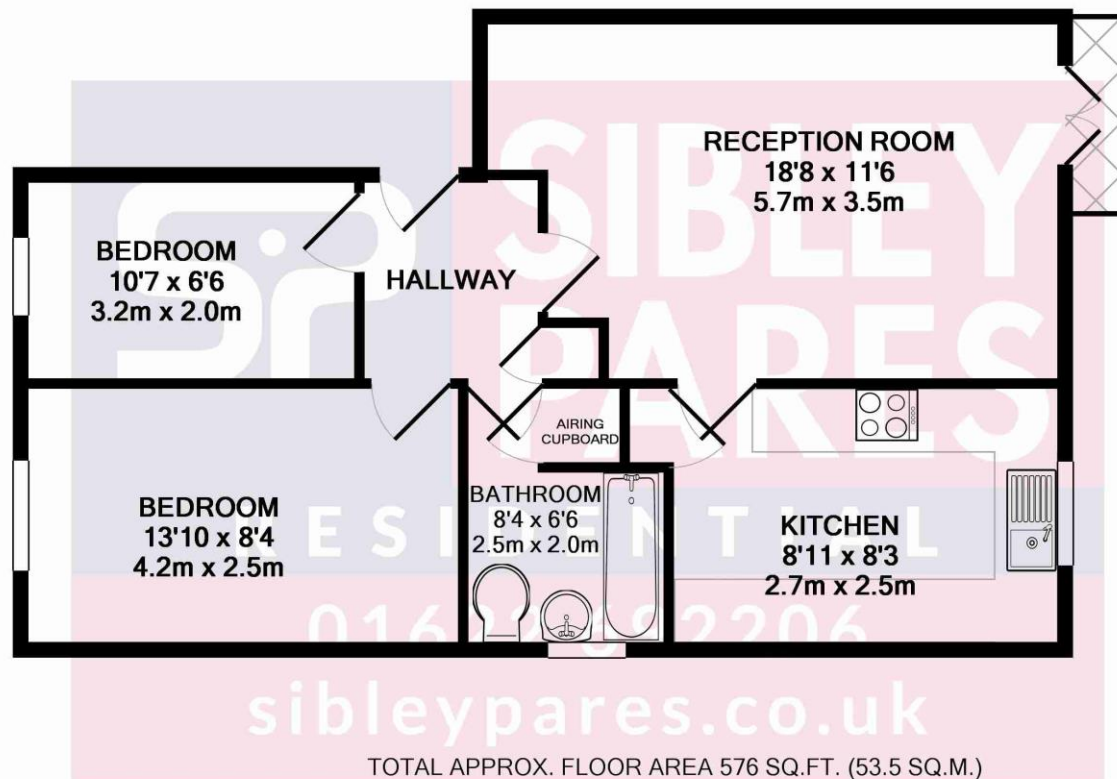 RECEPTION ROOM
18'8 x 11'6
5.7m x 3.5m
BEDROOM
10'7 x 6'6
3.2m x 2.0m
HALLWAY
AIRING
CUPBOARD
BEDROOM
13'10 x 8'4
4.2m x 2.5m
BATHROOM
8'4 x 6'6
2.5m x 2.0m
KITCHEN
8'11 x 8'3
2.7m x 2.5m
SP
SIBLEY
PARES
RESIDENTIAL
01622 692206
sibleypares.co.uk
TOTAL APPROX. FLOOR AREA 576 SQ.FT. (53.5 SQ.M.)